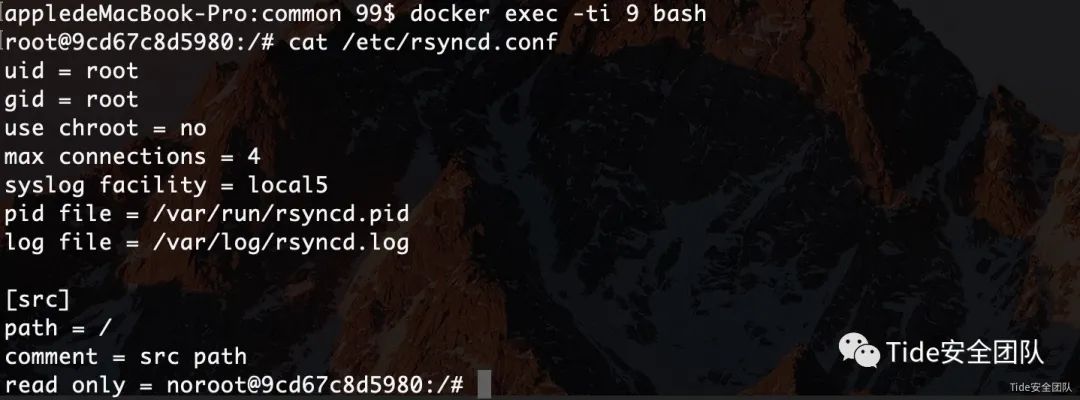 appledeMacBook-Pro:common 99$ docker exec -ti 9 bash
root@9cd67c8d5980:/# cat /etc/rsyncd.conf
uid = root
gid = root
use chroot = no
max connections = 4
syslog facility = local5
pid file = /var/run/rsyncd.pid
log file = /var/log/rsyncd.log

[src]
path = /
comment = src path
read only = noroot@9cd67c8d5980:/#
Tide安全团队
Tide安全团队